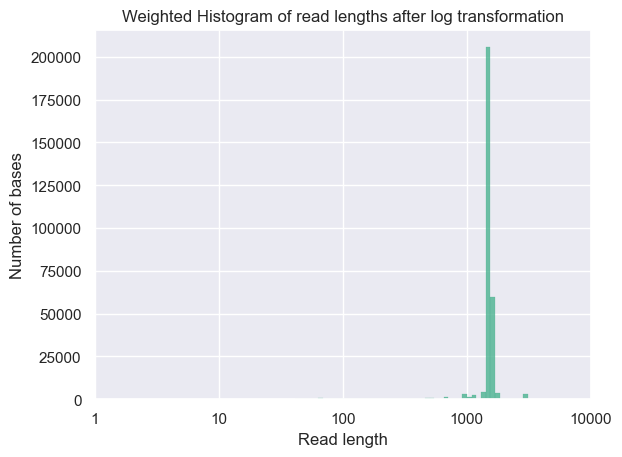 Weighted Histogram of read lengths after log transformation
200000
175000
150000
125000
100000
75000
50000
25000
0
Number of bases
1 10 100 1000 10000
Read length